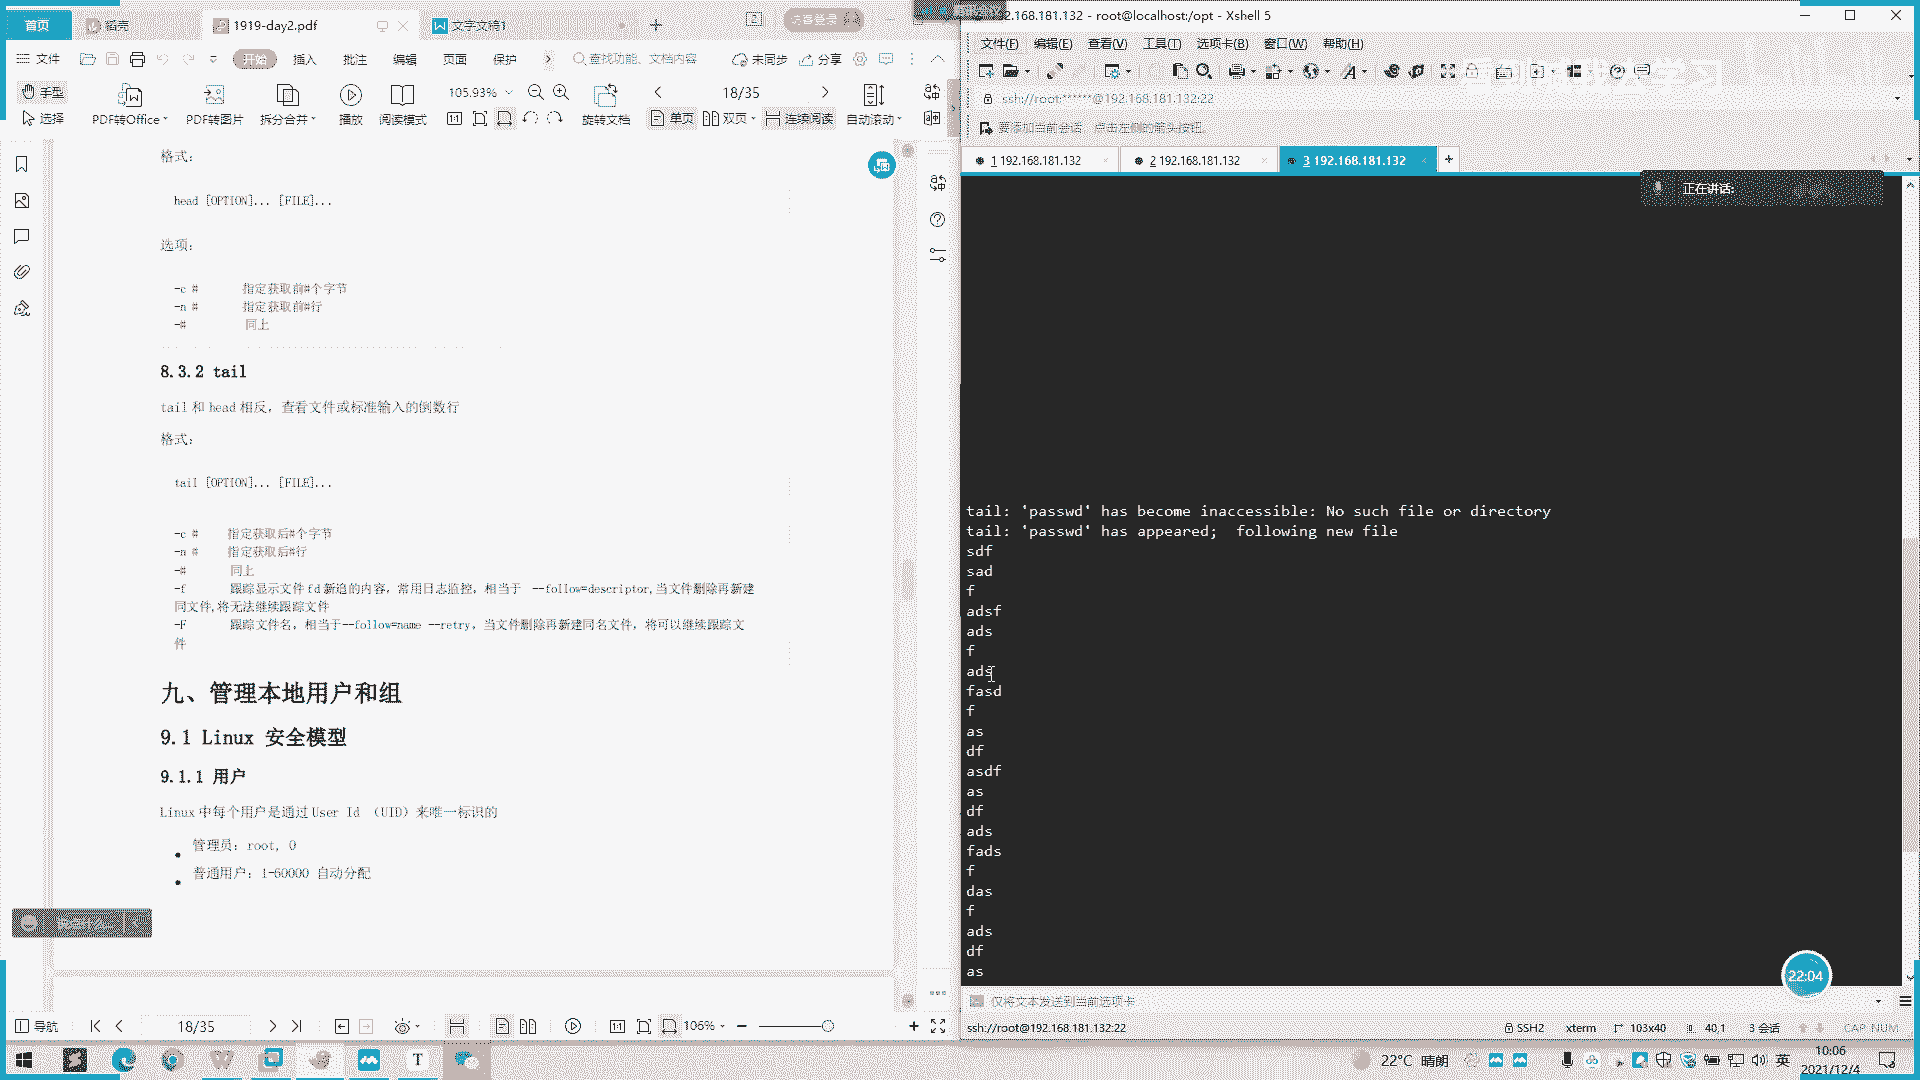 首页
稻壳
1919-day2.pdf
文字文稿1
访客登录
文件
开始
插入
批注
编辑
页面
保护
查找功能、文档内容
未同步
分享
手型
选择
PDF转Office
PDF转图片
拆分合并
播放
阅读模式
105.93%
18/35
旋转文档
单页
双页
连续阅读
自动滚动
格式：
head [OPTION]... [FILE]...
选项：
-c # 指定获取前#个字节
-n # 指定获取前#行
-# 同上
8.3.2 tail
tail 和 head 相反，查看文件或标准输入的倒数行
格式：
tail [OPTION]... [FILE]...
-c # 指定获取后#个字节
-n # 指定获取后#行
-# 同上
-f 跟踪显示文件 fd 新追的内容，常用日志监控，相当于 --follow=descriptor,当文件删除再新建
同文件,将无法继续跟踪文件
-F 跟踪文件名，相当于--follow=name --retry，当文件删除再新建同名文件，将可以继续跟踪文
件
九、管理本地用户和组
9.1 Linux 安全模型
9.1.1 用户
Linux 中每个用户是通过 User Id （UID）来唯一标识的
管理员：root, 0
普通用户：1-60000 自动分配
导航
18/35
106%
192.168.181.132 - root@localhost:/opt - Xshell 5
文件(F)
编辑(E)
查看(V)
工具(T)
选项卡(B)
窗口(W)
帮助(H)
ssh://root:******@192.168.181.132:22
要添加当前会话，点击左侧的箭头按钮。
1 192.168.181.132
2 192.168.181.132
3 192.168.181.132
正在讲话:
tail: 'passwd' has become inaccessible: No such file or directory
tail: 'passwd' has appeared;  following new file
sdf
sad
f
adsf
ads
f
ads
fasd
f
as
df
asdf
as
df
ads
fads
f
das
f
ads
df
as
22:04
仅将文本发送到当前选项卡
ssh://root@192.168.181.132:22
SSH2
xterm
103x40
40,1
3 会话
CAP NUM
22°C 晴朗
英
10:06
2021/12/4